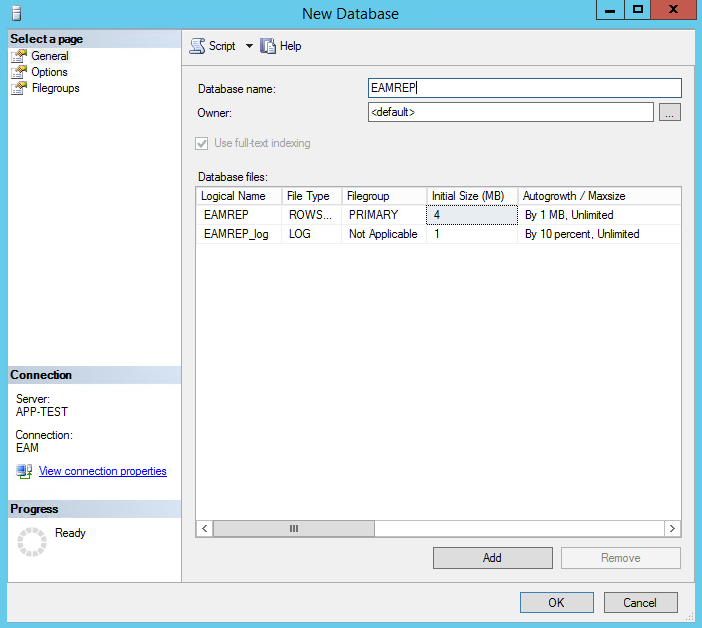 New Database
Select a page
General
Options
Filegroups
Script
Help
Database name:
EAMREP
Owner:
<default>
...
Use full-text indexing
Database files:
Logical Name File Type Filegroup Initial Size (MB) Autogrowth / Maxsize
EAMREP ROWS... PRIMARY 4 By 1 MB, Unlimited
EAMREP_log LOG Not Applicable 1 By 10 percent, Unlimited
Connection
Server:
APP-TEST
Connection:
EAM
View connection properties
Progress
Ready
Add
Remove
OK
Cancel